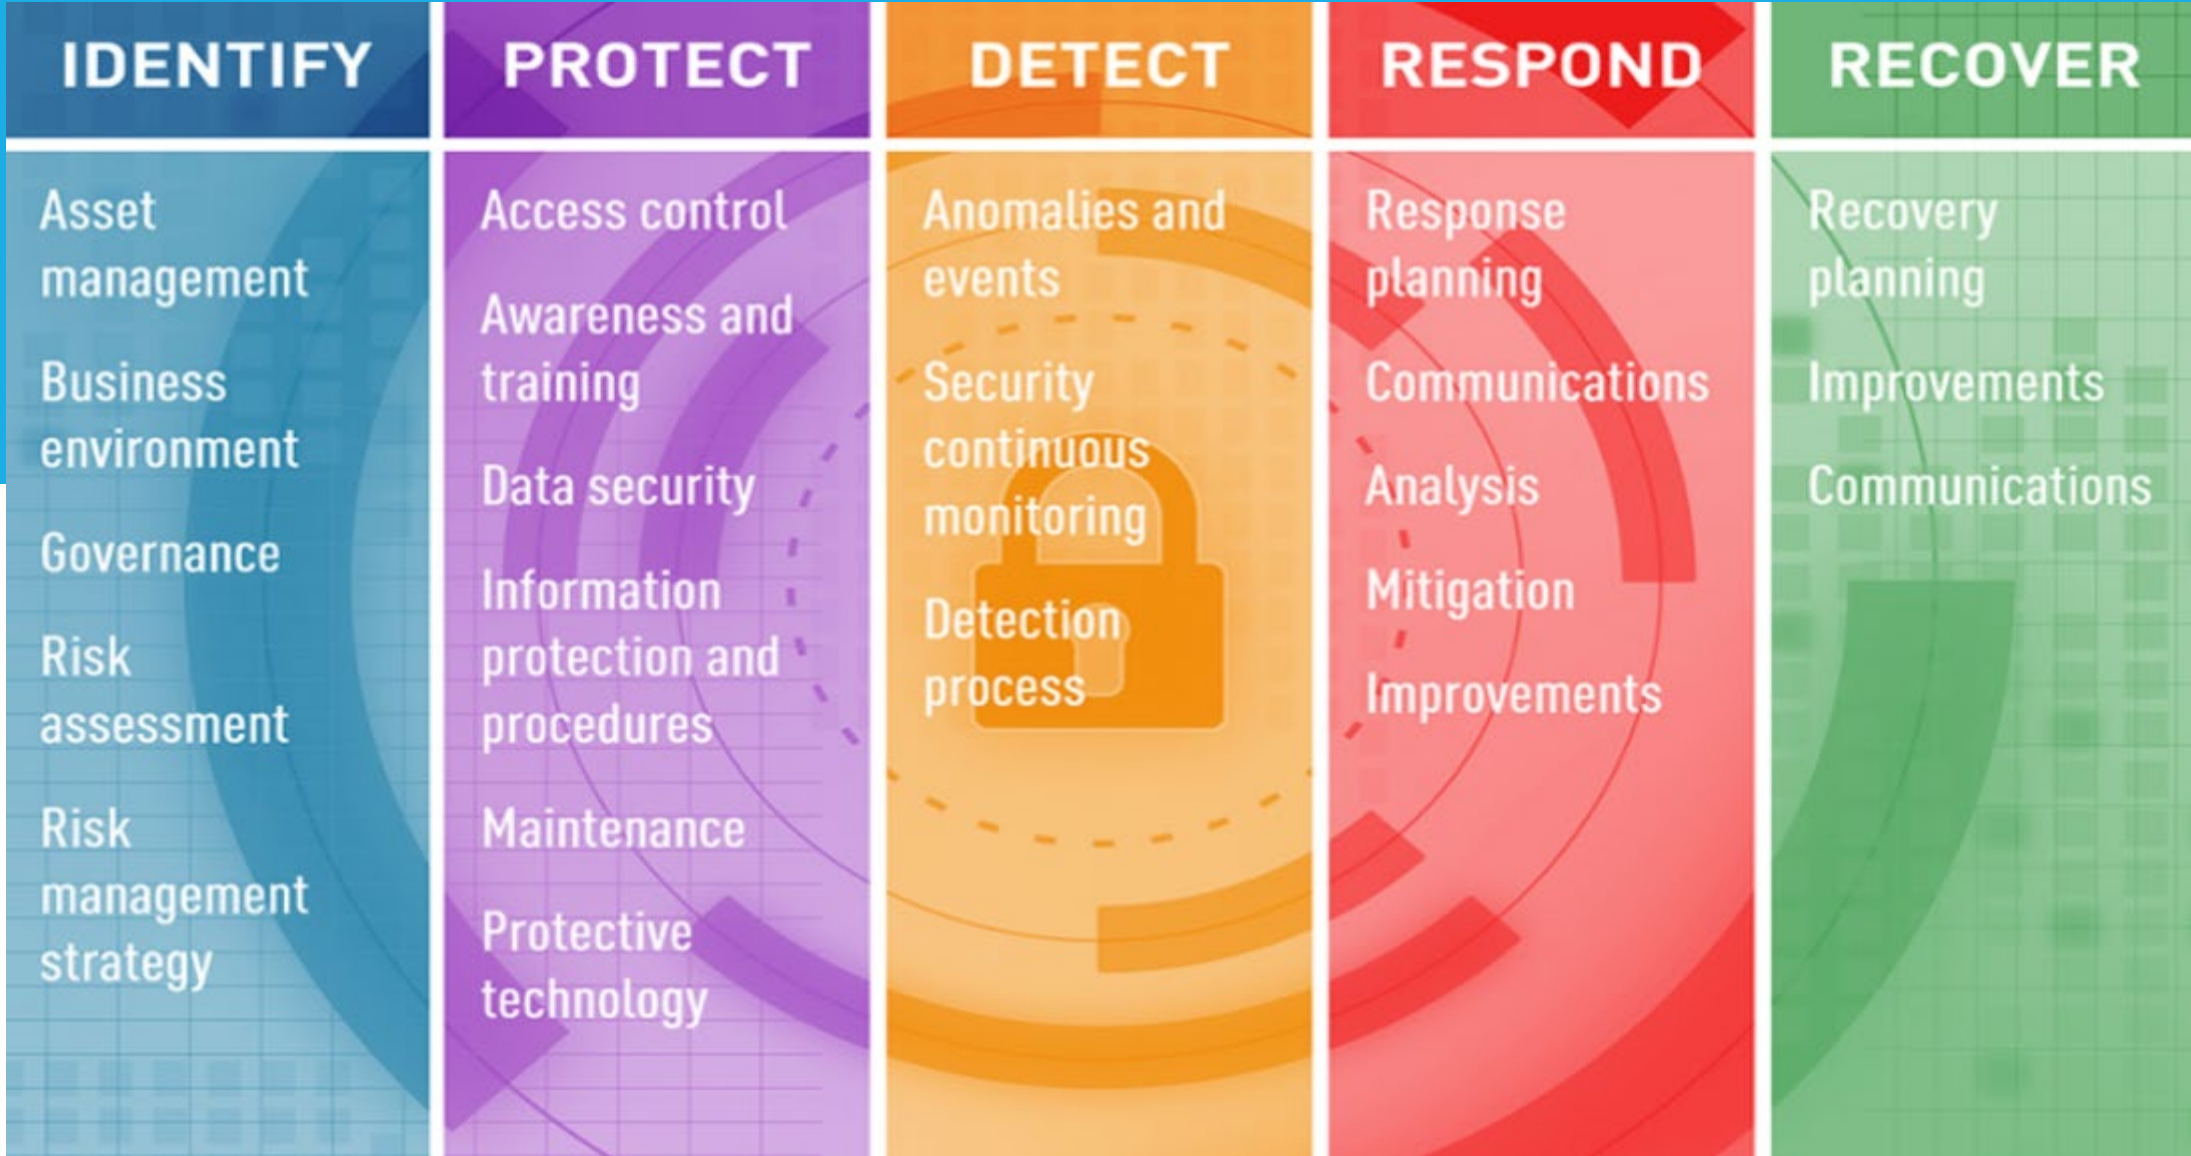 IDENTIFY
Asset
management
Business
environment
Governance
Risk
assessment
Risk
management
strategy
PROTECT
Access control
Awareness and
training
Data security
Information
protection and
procedures
Maintenance
Protective
technology
DETECT
Anomalies and
events
Security
continuous
monitoring
Detection
process
RESPOND
Response
planning
Communications
Analysis
Mitigation
Improvements
RECOVER
Recovery
planning
Improvements
Communications